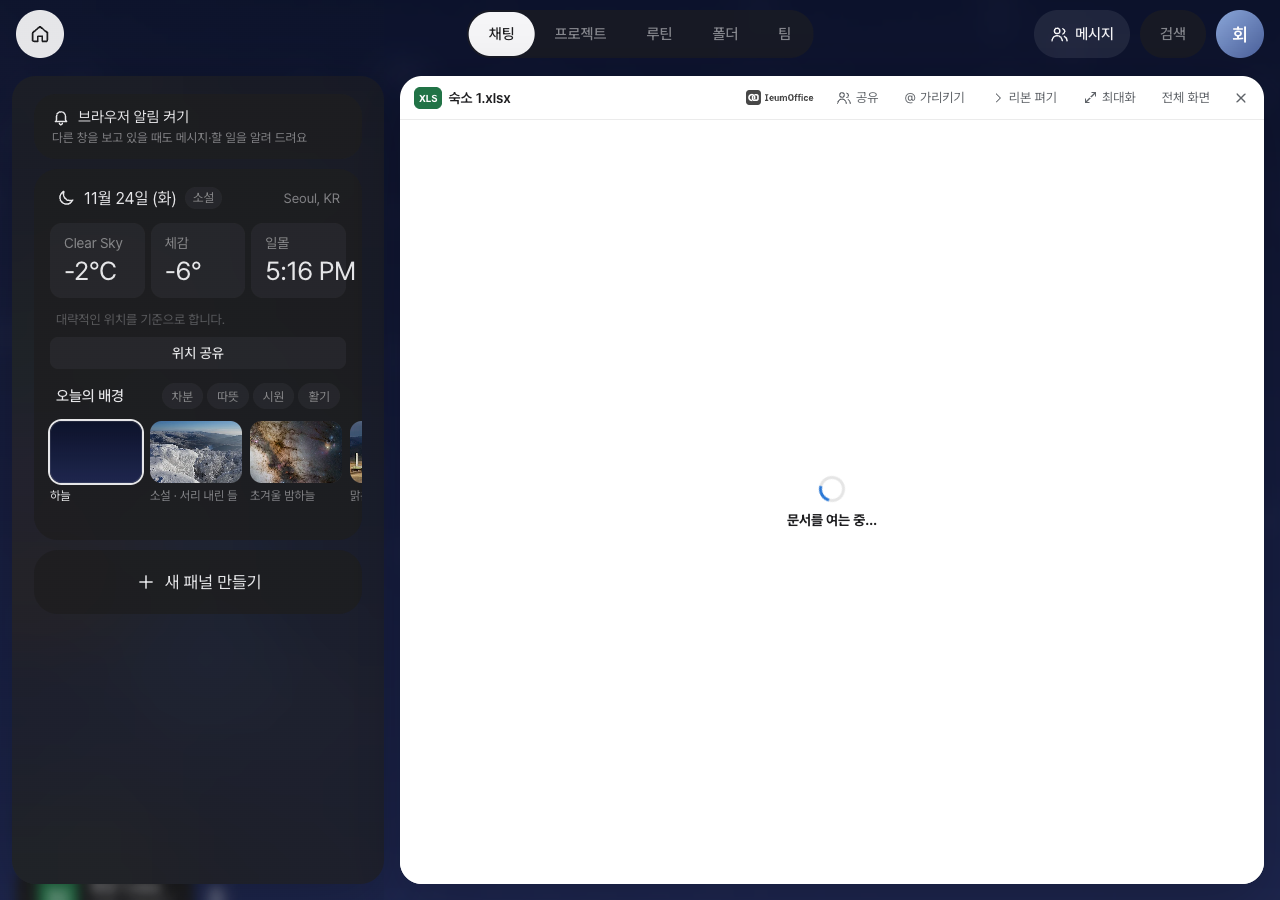 채팅
프로젝트
루틴
폴더
팀
메시지
검색
회
브라우저 알림 켜기
다른 창을 보고 있을 때도 메시지·할 일을 알려 드려요
11월 24일 (화)
소설
Seoul, KR
Clear Sky
-2°C
체감
-6°
일몰
5:16 PM
대략적인 위치를 기준으로 합니다.
위치 공유
오늘의 배경
차분
따뜻
시원
활기
하늘
소설 · 서리 내린 들
초겨울 밤하늘
맑
새 패널 만들기
XLS
숙소 1.xlsx
IeumOffice
공유
@ 가리키기
리본 펴기
최대화
전체 화면
문서를 여는 중...